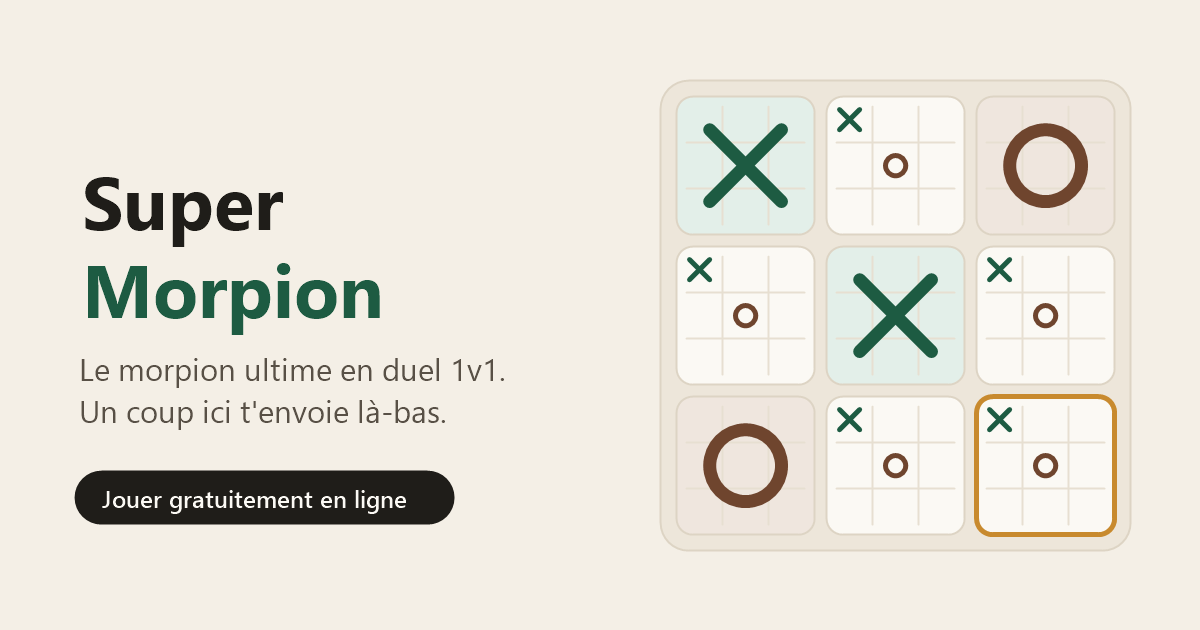 Super
Morpion
Le morpion ultime en duel 1v1.
Un coup ici t'envoie là-bas.
Jouer gratuitement en ligne